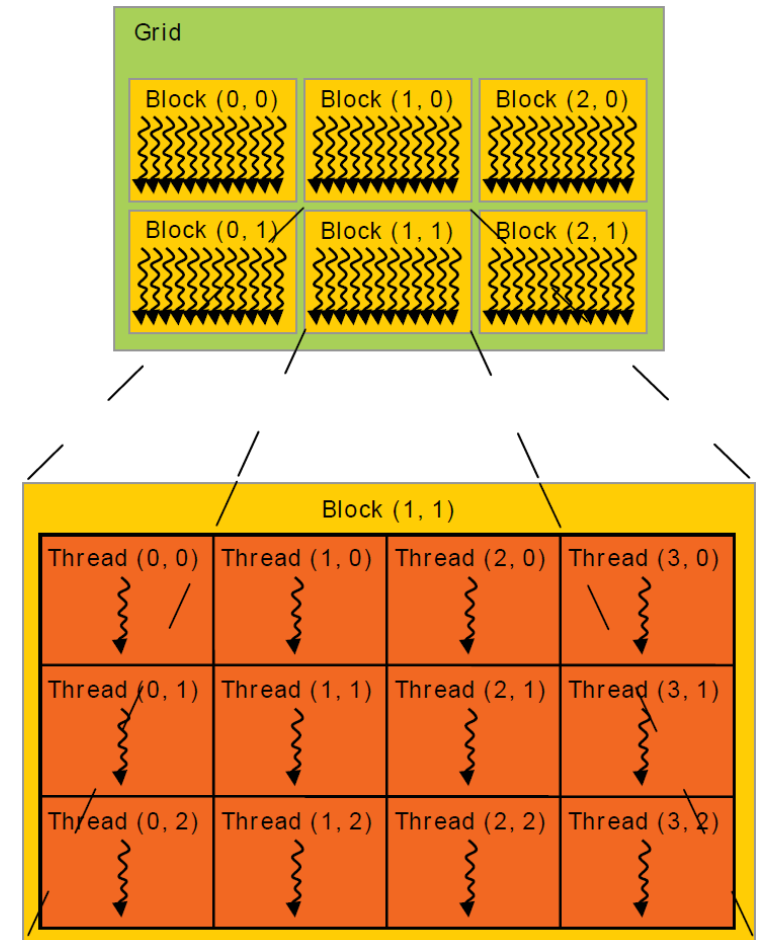 Grid
Block (0, 0) Block (1, 0) Block (2, 0)
Block (0, 1) Block (1, 1) Block (2, 1)
Block (1, 1)
Thread (0, 0) Thread (1, 0) Thread (2, 0) Thread (3, 0)
Thread (0, 1) Thread (1, 1) Thread (2, 1) Thread (3, 1)
Thread (0, 2) Thread (1, 2) Thread (2, 2) Thread (3, 2)